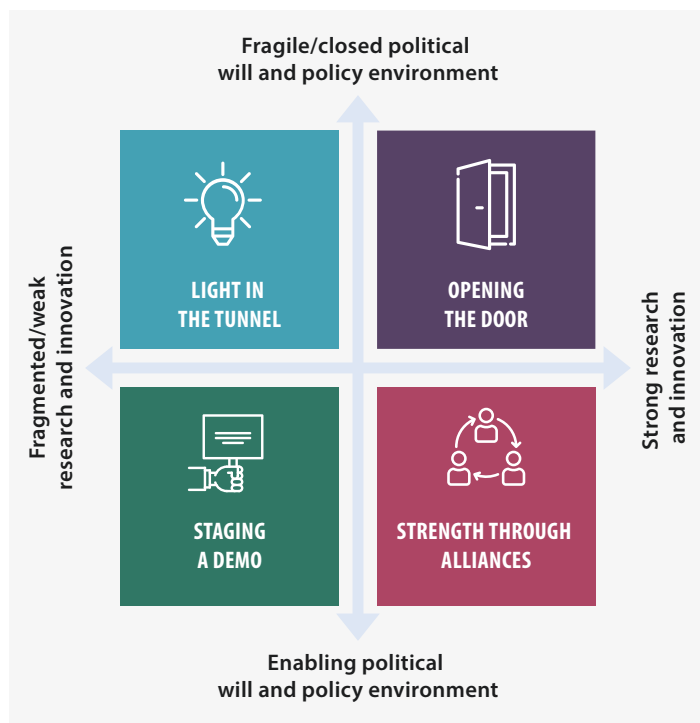 Fragile/closed political
will and policy environment
LIGHT IN
THE TUNNEL
OPENING
THE DOOR
Fragmented/weak
research and innovation
Strong research
and innovation
STAGING
A DEMO
STRENGTH THROUGH
ALLIANCES
Enabling political
will and policy environment